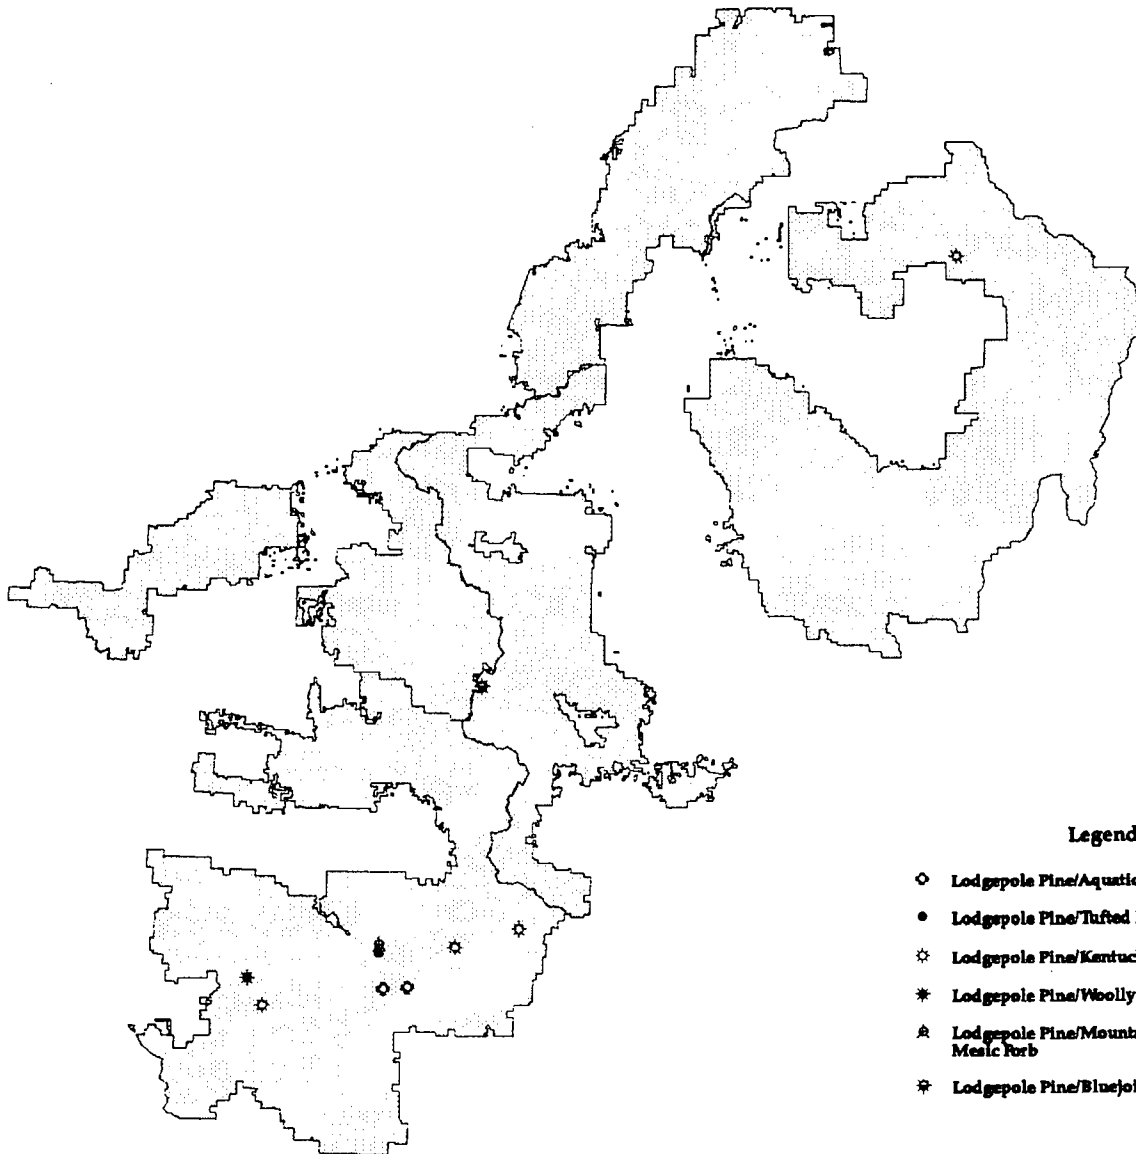 Legend
Lodgepole Pine/Aquatic
Lodgepole Pine/Tufted
Lodgepole Pine/Kentuc
Lodgepole Pine/Woolly
Lodgepole Pine/Mounta
Mesic Forb
Lodgepole Pine/Bluejoi